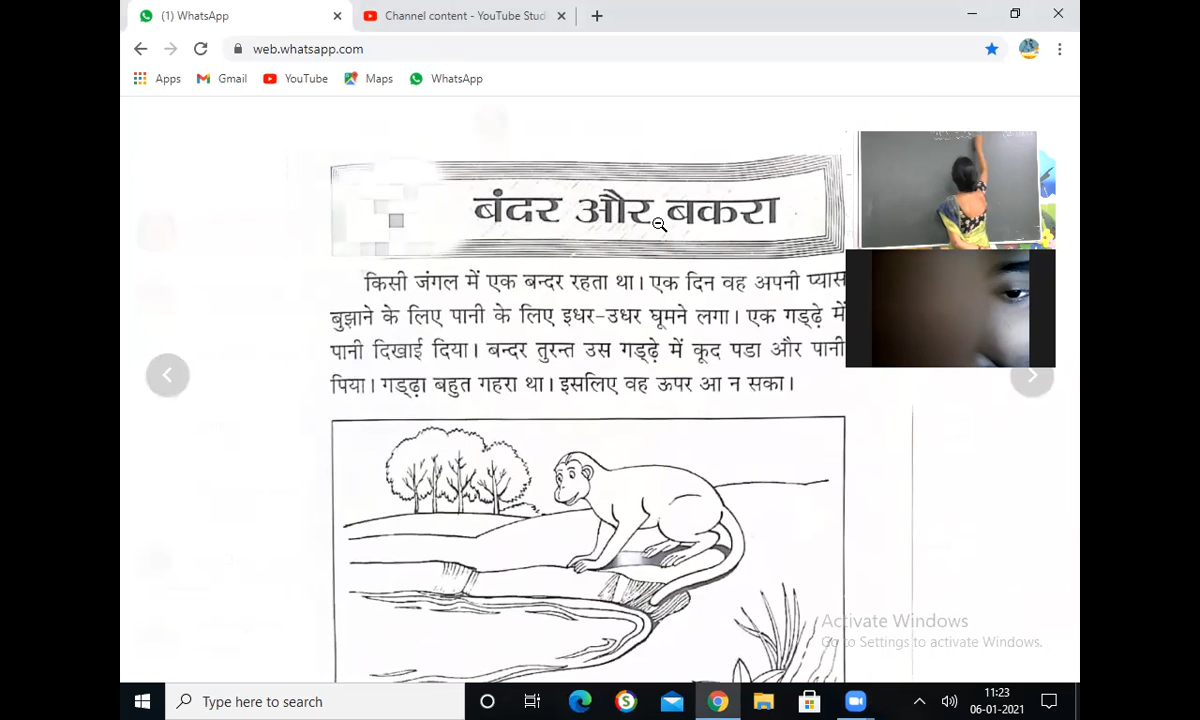 (1) WhatsApp
Channel content - YouTube Stud
web.whatsapp.com
Apps
Gmail
YouTube
Maps
WhatsApp
बंदर और बकरा
किसी जंगल में एक बन्दर रहता था। एक दिन वह अपनी प्यास
बुझाने के लिए पानी के लिए इधर-उधर घूमने लगा। एक गड्ढ़े में
पानी दिखाई दिया। बन्दर तुरन्त उस गड्ढ़े में कूद पडा और पानी
पिया। गड्ढ़ा बहुत गहरा था। इसलिए वह ऊपर आ न सका।
Activate Windows
Go to Settings to activate Windows.
Type here to search
11:23
06-01-2021